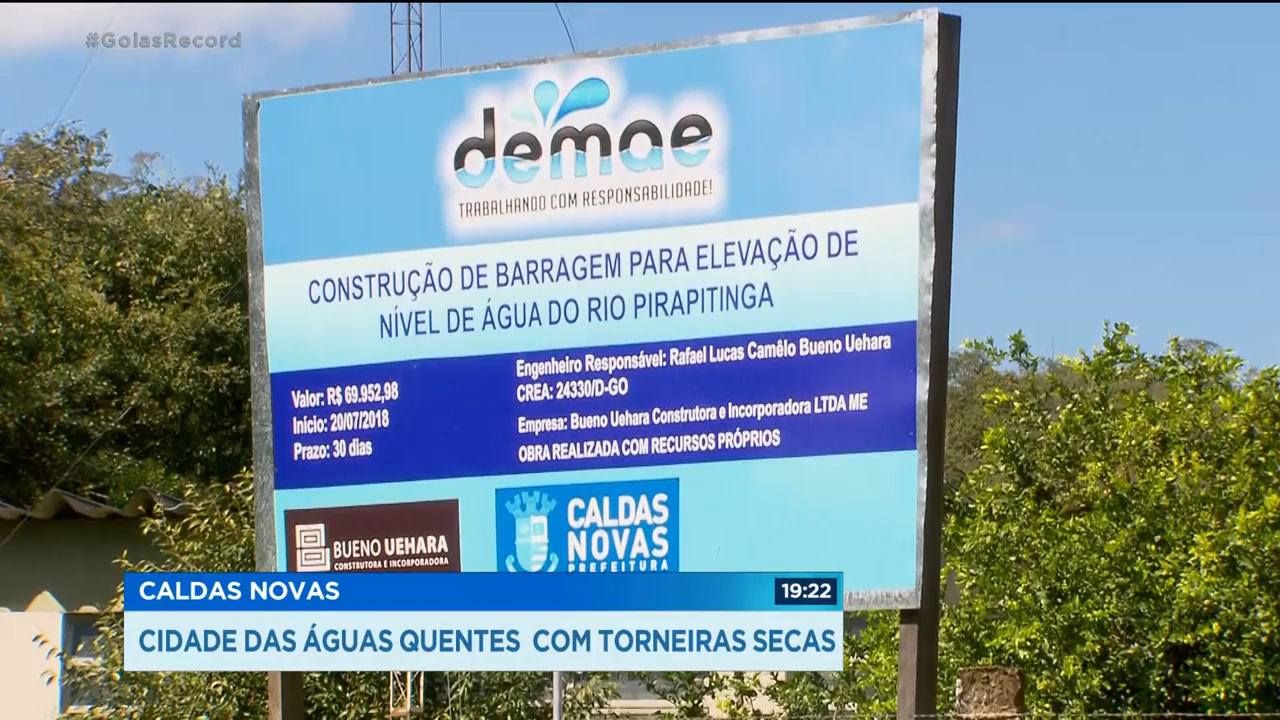 #GoiasRecord
demae
TRABALHANDO COM RESPONSABILIDADE!
CONSTRUÇÃO DE BARRAGEM PARA ELEVAÇÃO DE
NÍVEL DE ÁGUA DO RIO PIRAPITINGA
Valor: R$ 69.952,98
Início: 20/07/2018
Prazo: 30 dias
Engenheiro Responsável: Rafael Lucas Camêlo Bueno Uehara
CREA: 24330/D-GO
Empresa: Bueno Uehara Construtora e Incorporadora LTDA ME
OBRA REALIZADA COM RECURSOS PRÓPRIOS
BUENO UEHARA
CONSTRUTORA E INCORPORADORA
CALDAS
NOVAS
PREFEITURA
CALDAS NOVAS
19:22
CIDADE DAS ÁGUAS QUENTES COM TORNEIRAS SECAS